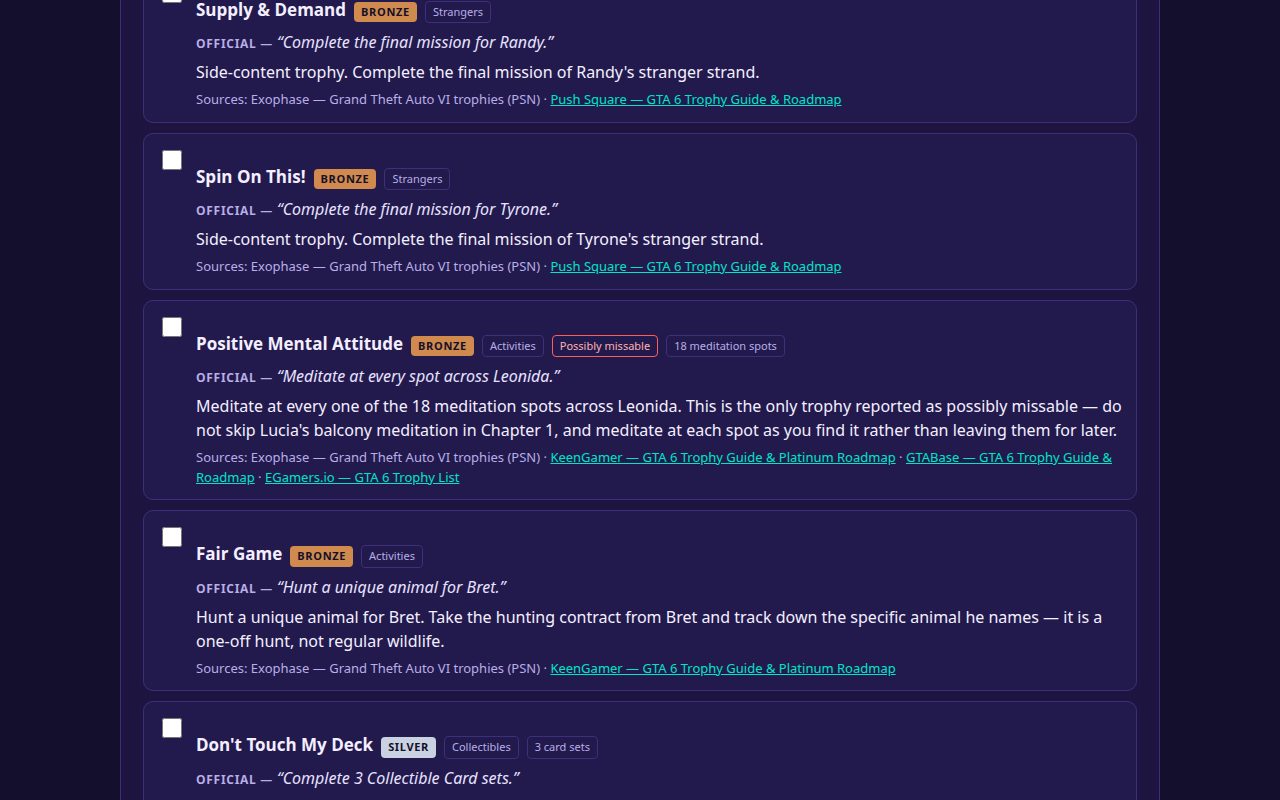 Supply & Demand BRONZE Strangers
OFFICIAL — “Complete the final mission for Randy.”
Side-content trophy. Complete the final mission of Randy's stranger strand.
Sources: Exophase — Grand Theft Auto VI trophies (PSN) · Push Square — GTA 6 Trophy Guide & Roadmap
Spin On This! BRONZE Strangers
OFFICIAL — “Complete the final mission for Tyrone.”
Side-content trophy. Complete the final mission of Tyrone's stranger strand.
Sources: Exophase — Grand Theft Auto VI trophies (PSN) · Push Square — GTA 6 Trophy Guide & Roadmap
Positive Mental Attitude BRONZE Activities Possibly missable 18 meditation spots
OFFICIAL — “Meditate at every spot across Leonida.”
Meditate at every one of the 18 meditation spots across Leonida. This is the only trophy reported as possibly missable — do
not skip Lucia's balcony meditation in Chapter 1, and meditate at each spot as you find it rather than leaving them for later.
Sources: Exophase — Grand Theft Auto VI trophies (PSN) · KeenGamer — GTA 6 Trophy Guide & Platinum Roadmap · GTABase — GTA 6 Trophy Guide &
Roadmap · EGamers.io — GTA 6 Trophy List
Fair Game BRONZE Activities
OFFICIAL — “Hunt a unique animal for Bret.”
Hunt a unique animal for Bret. Take the hunting contract from Bret and track down the specific animal he names — it is a
one-off hunt, not regular wildlife.
Sources: Exophase — Grand Theft Auto VI trophies (PSN) · KeenGamer — GTA 6 Trophy Guide & Platinum Roadmap
Don't Touch My Deck SILVER Collectibles 3 card sets
OFFICIAL — “Complete 3 Collectible Card sets.”